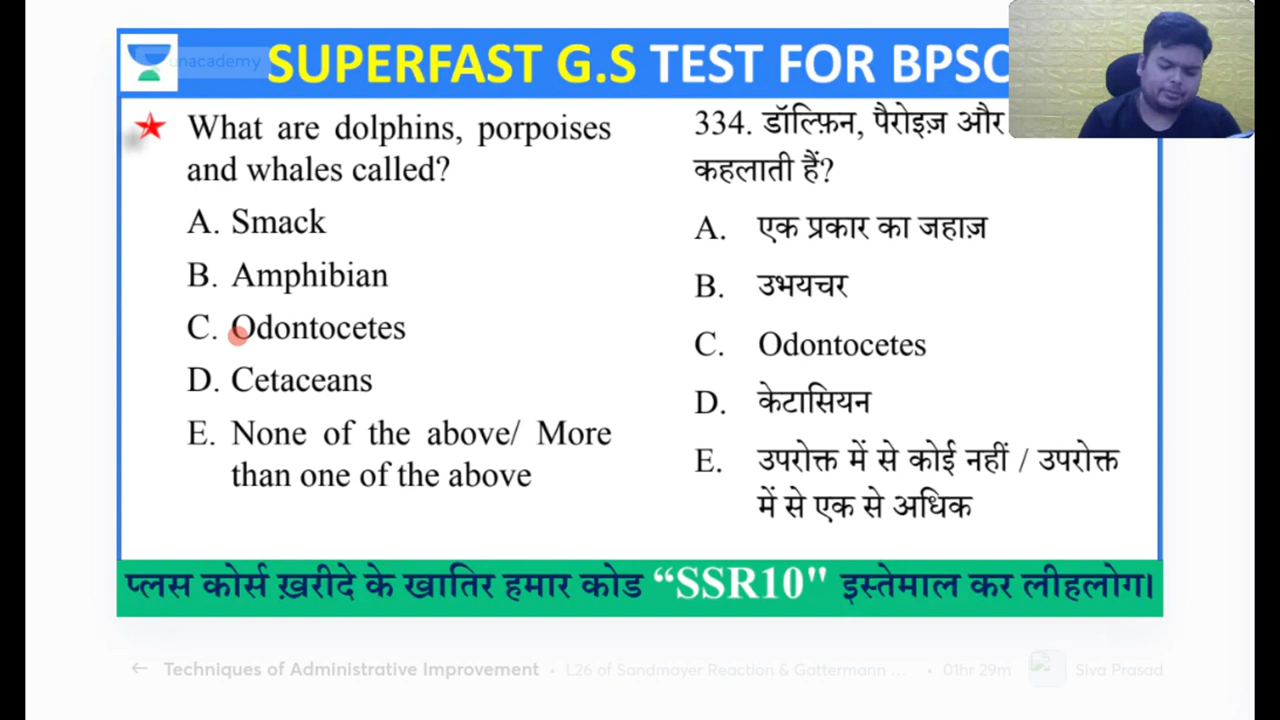 unacademy
SUPERFAST G.S TEST FOR BPSC
What are dolphins, porpoises
and whales called?
A. Smack
B. Amphibian
C. Odontocetes
D. Cetaceans
E. None of the above/ More
than one of the above
334. डॉल्फ़िन, पैरोइज़ और
कहलाती हैं?
A. एक प्रकार का जहाज़
B. उभयचर
C. Odontocetes
D. केटासियन
E. उपरोक्त में से कोई नहीं / उपरोक्त
में से एक से अधिक
प्लस कोर्स ख़रीदे के खातिर हमार कोड “SSR10" इस्तेमाल कर लीहलोग।
← Techniques of Administrative Improvement • L26 of Sandmayer Reaction & Gattermann ... • 01hr 29m Siva Prasad